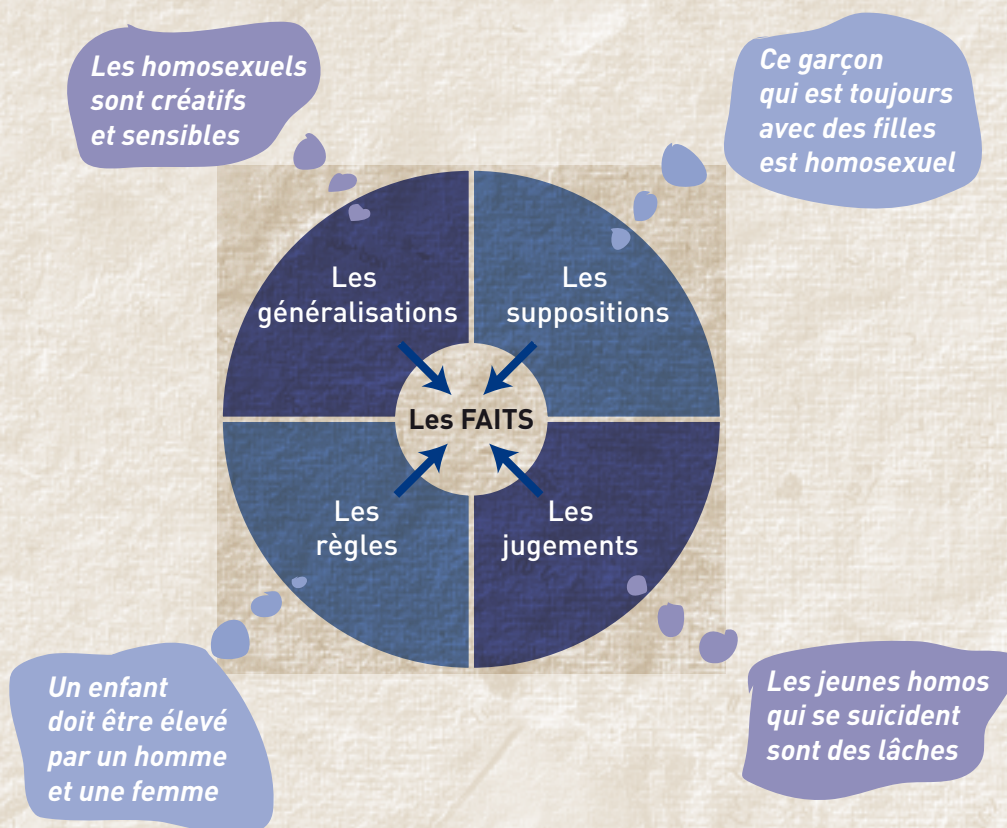 Les homosexuels
sont créatifs
et sensibles
Ce garçon
qui est toujours
avec des filles
est homosexuel
Les
généralisations
Les
suppositions
Les FAITS
Les
règles
Les
jugements
Un enfant
doit être élevé
par un homme
et une femme
Les jeunes homos
qui se suicident
sont des lâches